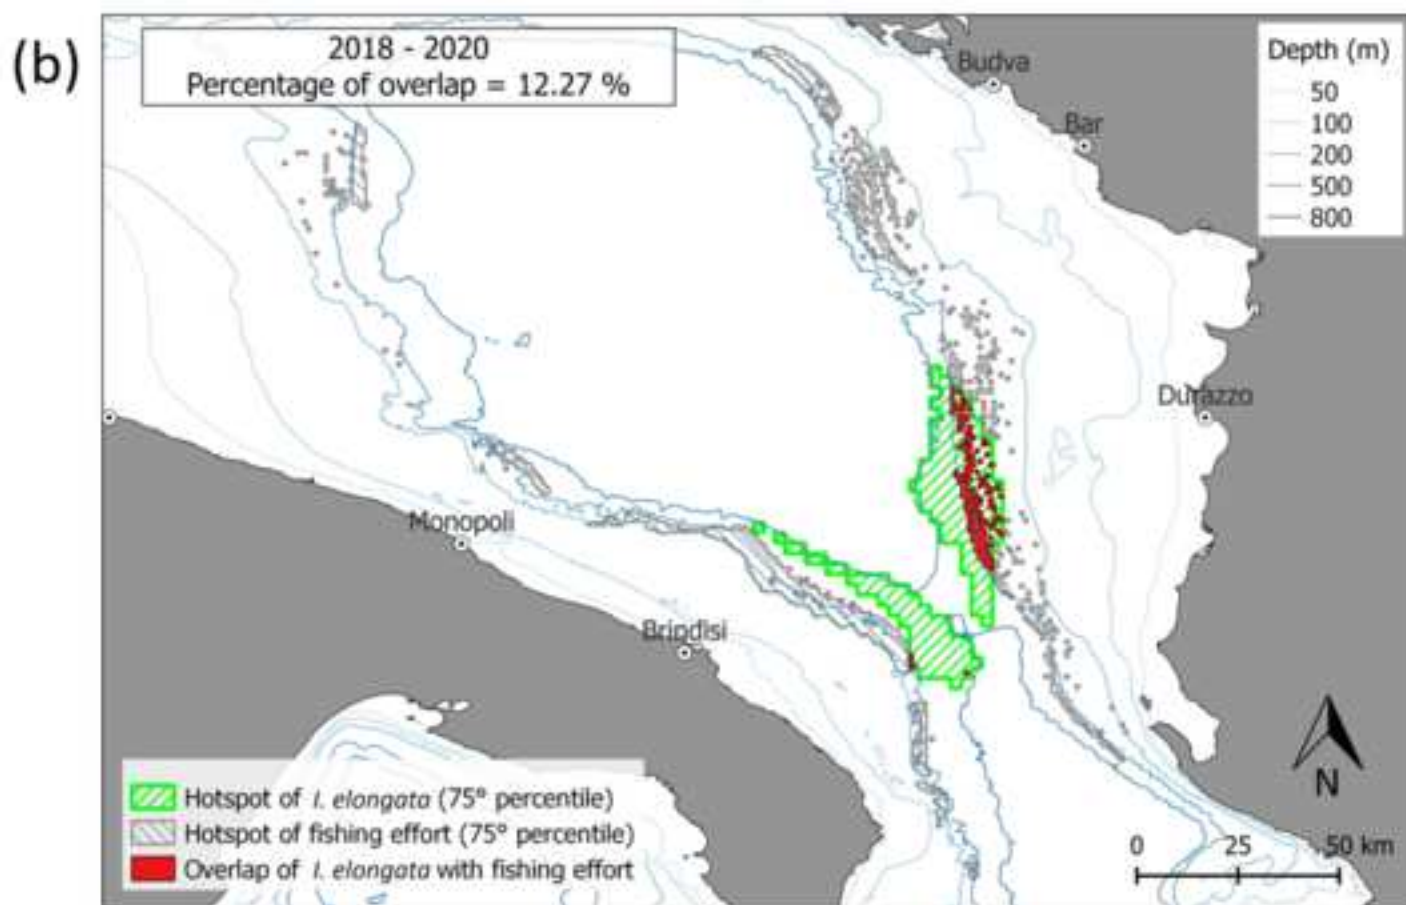 (b)
2018 - 2020
Percentage of overlap = 12.27 %
Budva
Bar
Depth (m)
50
100
200
500
800
Durazzo
Monopoli
Brindisi
Hotspot of I. elongata (75° percentile)
Hotspot of fishing effort (75° percentile)
Overlap of I. elongata with fishing effort
N
0 25 50 km